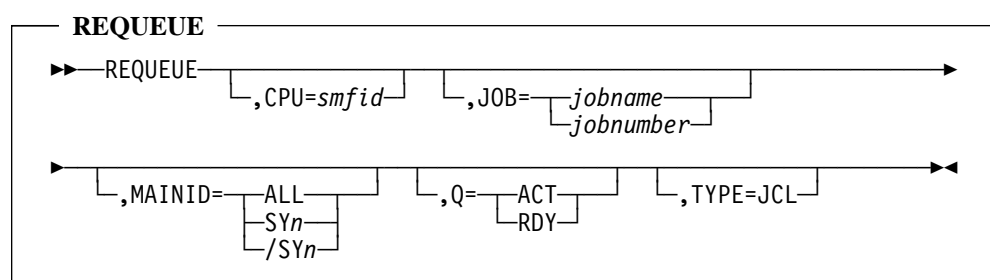 REQUEUE
REQUEUE
,CPU=smfid ,JOB= jobname
jobnumber
,MAINID= ALL ,Q= ACT ,TYPE=JCL
SYn RDY
/SYn